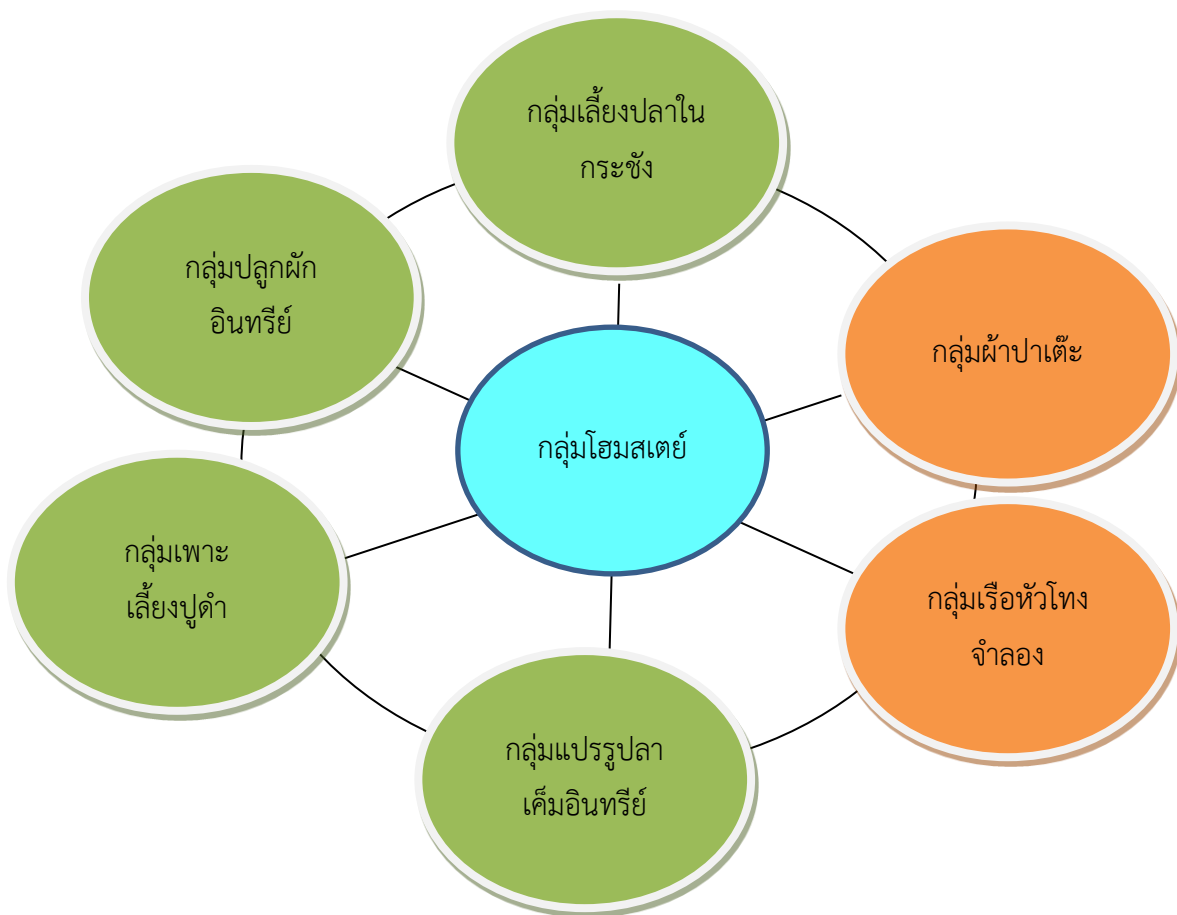 กลุ่มเลี้ยงปลาใน
กระชัง
กลุ่มปลูกผัก
อินทรีย์
กลุ่มผ้าปาเต๊ะ
กลุ่มโฮมสเตย์
กลุ่มเพาะ
เลี้ยงปูดำ
กลุ่มเรือหัวโทง
จำลอง
กลุ่มแปรรูปลา
เค็มอินทรีย์